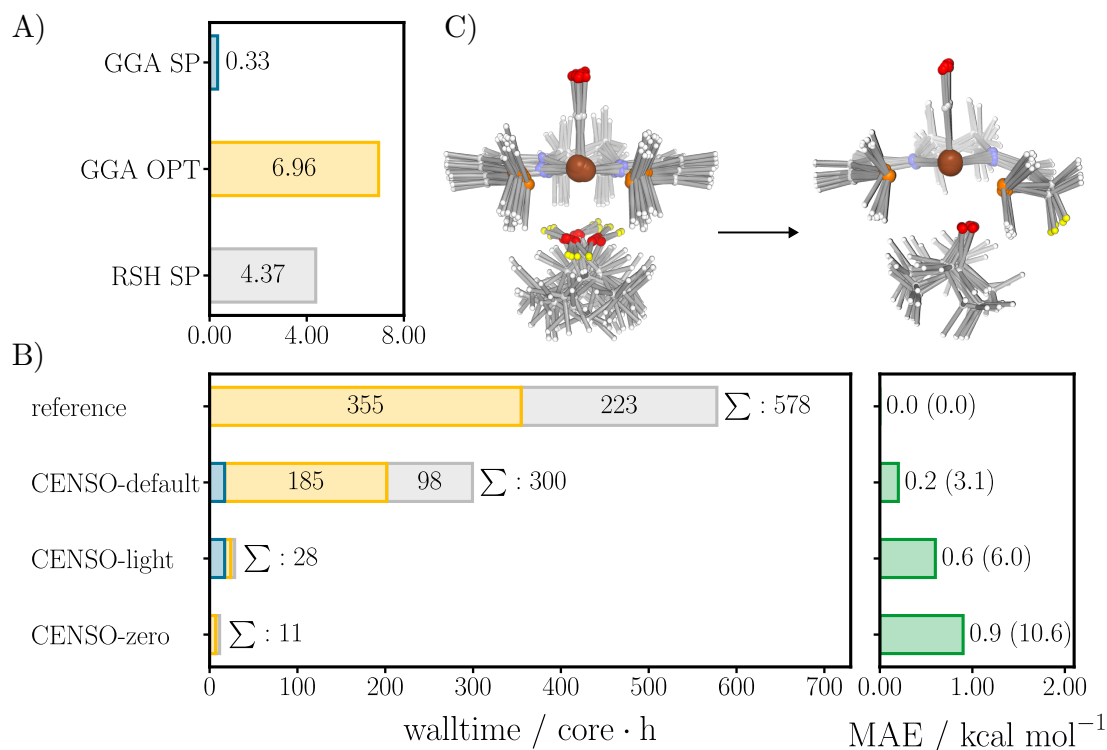 A)
GGA SP
0.33
GGA OPT
6.96
RSH SP
4.37
0.00 4.00 8.00
C)
B)
reference
355 223 ∑ : 578
0.0 (0.0)
CENSO-default
185 98 ∑ : 300
0.2 (3.1)
CENSO-light
∑ : 28
0.6 (6.0)
CENSO-zero
∑ : 11
0.9 (10.6)
0 100 200 300 400 500 600 700
0.00 1.00 2.00
walltime / core · h
MAE / kcal mol⁻¹